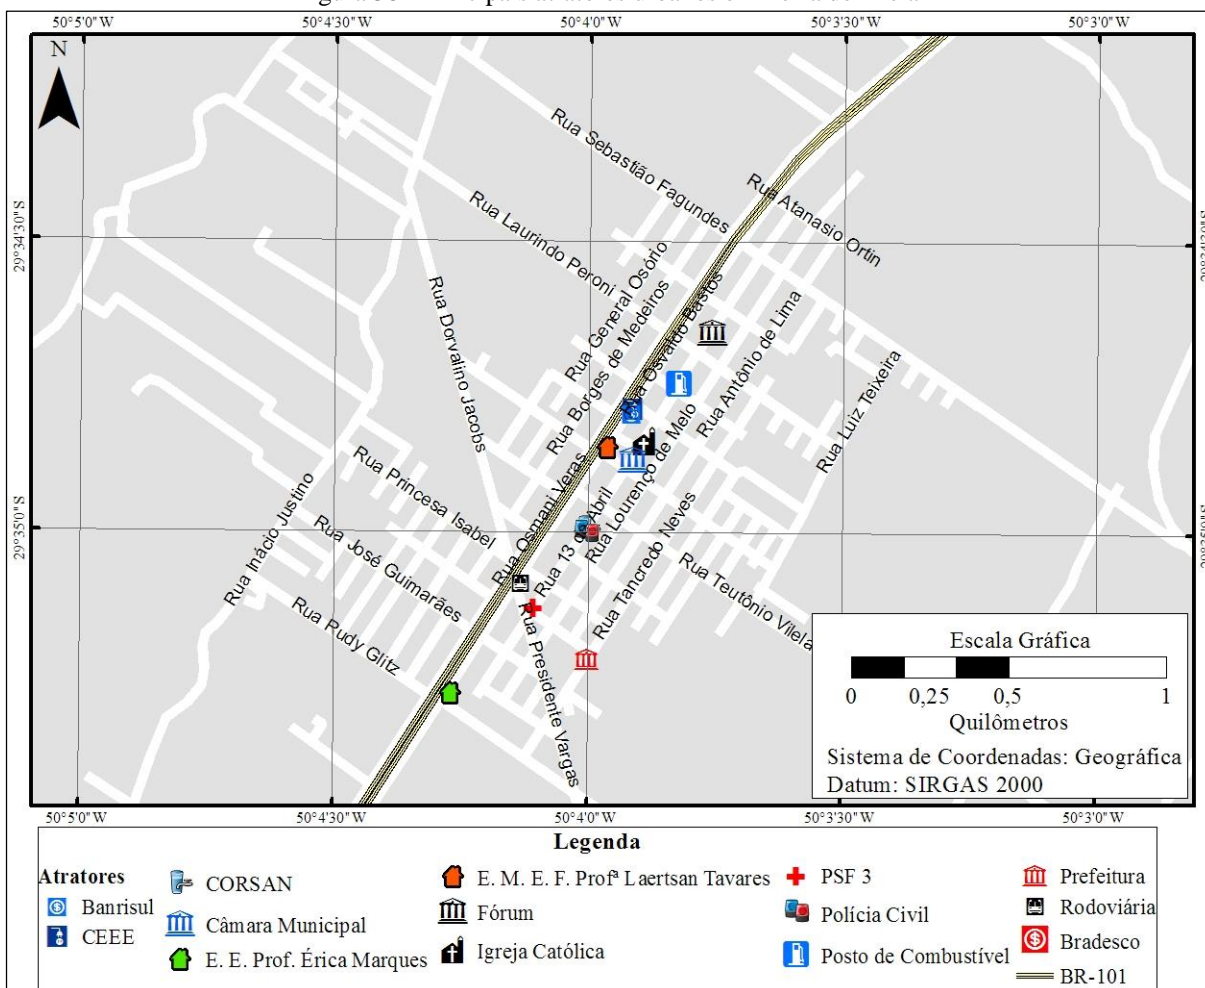 50°5'0"W 50°4'30"W 50°4'0"W 50°3'30"W 50°3'0"W
N
Rua Sebastião Fagundes
Rua Atanasio Ortin
Rua Laurindo Peroni
29°34'30"S
Rua General Osório
Rua Borges de Medeiros
Rua Osvaldo Bastos
Rua Dorvalino Jacobs
Rua Antônio de Lima
Rua Luiz Teixeira
Rua Princesa Isabel
Rua Osmani Veras
Rua Lourenço de Melo
Rua Inácio Justino
Rua José Guimarães
Rua 13 de Abril
Rua Tancredo Neves
Rua Teutônio Vilela
29°35'0"S
Rua Rudy Glitz
Rua Presidente Vargas
Escala Gráfica
0 0,25 0,5 1
Quilômetros
Sistema de Coordenadas: Geográfica
Datum: SIRGAS 2000
50°5'0"W 50°4'30"W 50°4'0"W 50°3'30"W 50°3'0"W
Legenda
Atratores
Banrisul
CEEE
CORSAN
Câmara Municipal
E. E. Prof. Érica Marques
E. M. E. F. Profª Laertsan Tavares
Fórum
Igreja Católica
PSF 3
Polícia Civil
Posto de Combustível
Prefeitura
Rodoviária
Bradesco
BR-101